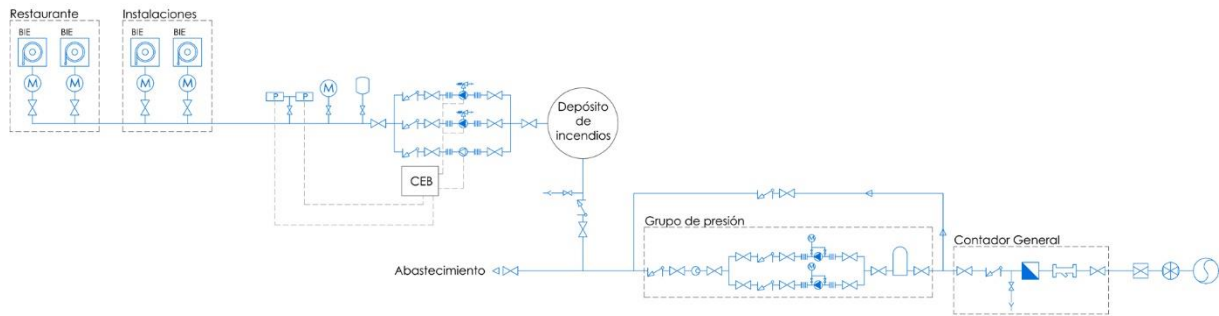 Restaurante
Instalaciones
BIE
BIE
BIE
BIE
M
M
M
M
P
P
M
Depósito
de
incendios
CEB
Grupo de presión
M
M
Contador General
Abastecimiento